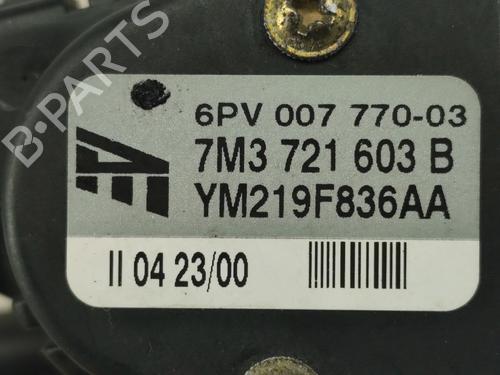 B-PARTS
6PV 007 770-03
7M3 721 603 B
YM219F836AA
II 04 23/00